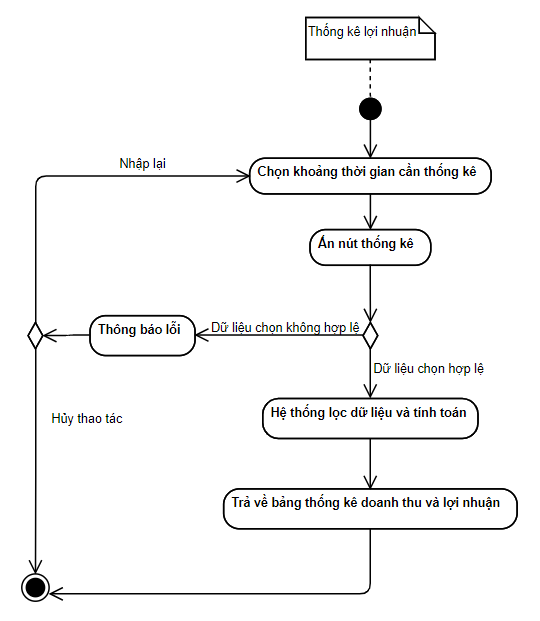 Thống kê lợi nhuận
Nhập lại
Chọn khoảng thời gian cần thống kê
Ấn nút thống kê
Thông báo lỗi
Dữ liệu chọn không hợp lệ
Dữ liệu chọn hợp lệ
Hệ thống lọc dữ liệu và tính toán
Hủy thao tác
Trả về bảng thống kê doanh thu và lợi nhuận